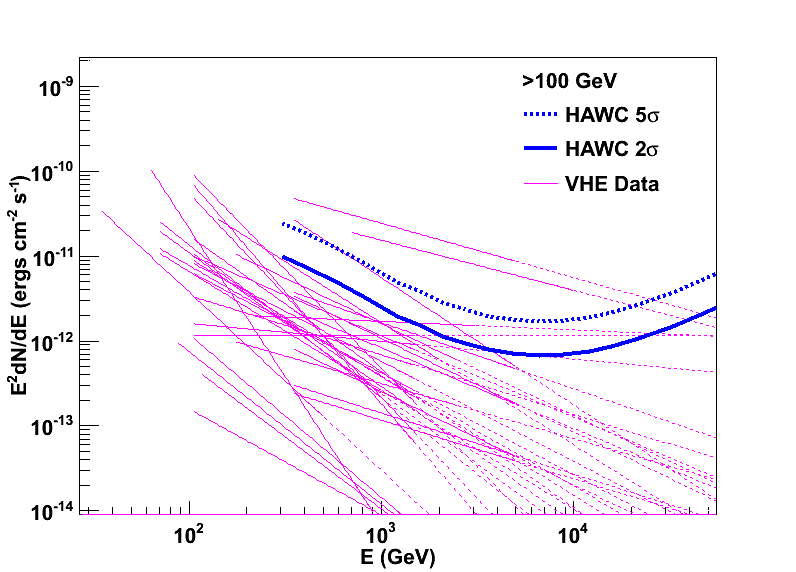 >100 GeV
HAWC 5σ
HAWC 2σ
VHE Data
E²dN/dE (ergs cm⁻² s⁻¹)
10⁻⁹
10⁻¹⁰
10⁻¹¹
10⁻¹²
10⁻¹³
10⁻¹⁴
10²
10³
10⁴
E (GeV)